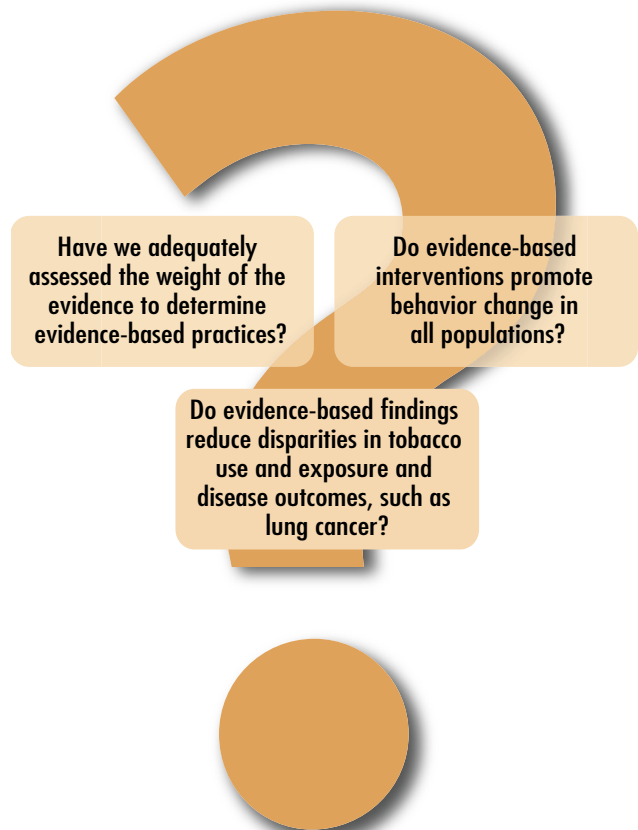 Have we adequately
assessed the weight of the
evidence to determine
evidence-based practices?
Do evidence-based
interventions promote
behavior change in
all populations?
Do evidence-based findings
reduce disparities in tobacco
use and exposure and
disease outcomes, such as
lung cancer?